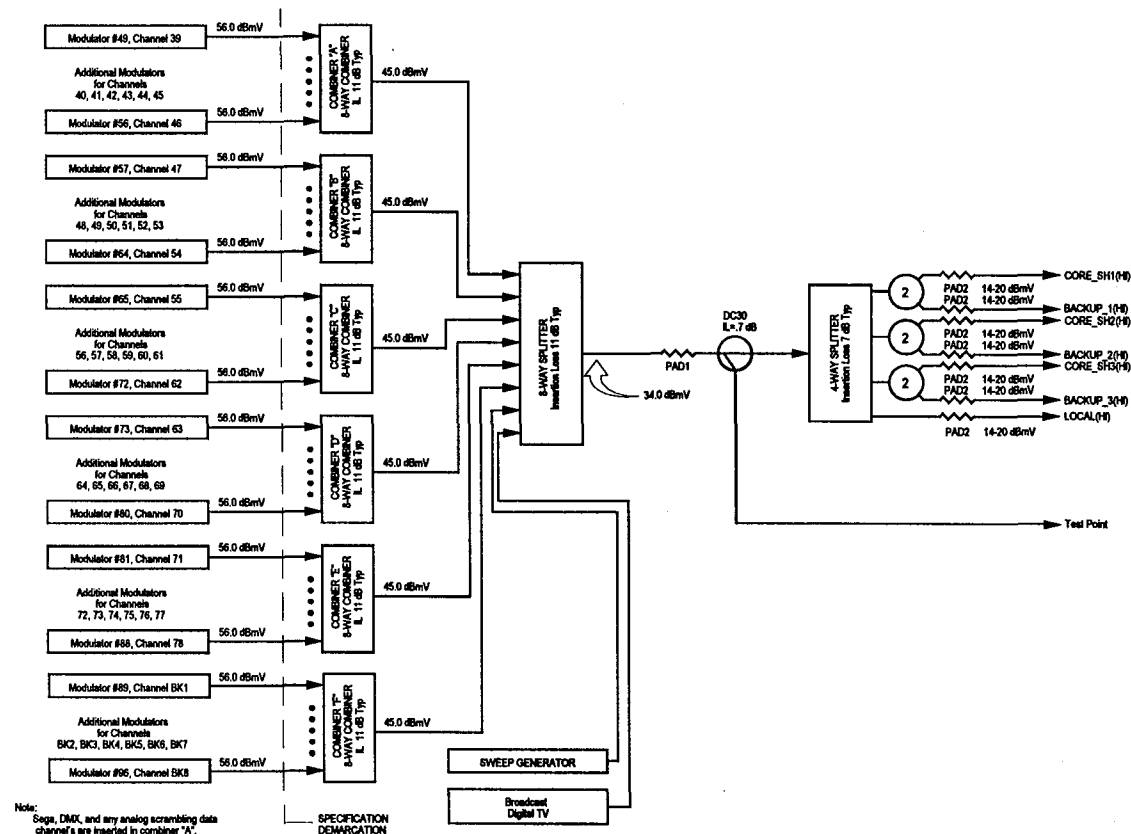 Modulator #49, Channel 39
56.0 dBmV
Additional Modulators
for Channels
40, 41, 42, 43, 44, 45
Modulator #56, Channel 46
56.0 dBmV
COMBINER "A"
8-WAY COMBINER
IL 11 dB Typ
45.0 dBmV
Modulator #57, Channel 47
56.0 dBmV
Additional Modulators
for Channels
48, 49, 50, 51, 52, 53
Modulator #64, Channel 54
56.0 dBmV
COMBINER "B"
8-WAY COMBINER
IL 11 dB Typ
45.0 dBmV
Modulator #65, Channel 55
56.0 dBmV
Additional Modulators
for Channels
56, 57, 58, 59, 60, 61
Modulator #72, Channel 62
56.0 dBmV
COMBINER "C"
8-WAY COMBINER
IL 11 dB Typ
45.0 dBmV
Modulator #73, Channel 63
56.0 dBmV
Additional Modulators
for Channels
64, 65, 66, 67, 68, 69
Modulator #80, Channel 70
56.0 dBmV
COMBINER "D"
8-WAY COMBINER
IL 11 dB Typ
45.0 dBmV
Modulator #81, Channel 71
56.0 dBmV
Additional Modulators
for Channels
72, 73, 74, 75, 76, 77
Modulator #88, Channel 78
56.0 dBmV
COMBINER "E"
8-WAY COMBINER
IL 11 dB Typ
45.0 dBmV
Modulator #89, Channel BK1
56.0 dBmV
Additional Modulators
for Channels
BK2, BK3, BK4, BK5, BK6, BK7
Modulator #96, Channel BK8
56.0 dBmV
COMBINER "F"
8-WAY COMBINER
IL 11 dB Typ
45.0 dBmV
SWEEP GENERATOR
Broadcast
Digital TV
8-WAY SPLITTER
Insertion Loss 11 dB Typ
34.0 dBmV
PAD1
DC30
IL=.7 dB
4-WAY SPLITTER
Insertion Loss 7 dB Typ
2
CORE_SH1(HI)
PAD2 14-20 dBmV
PAD2 14-20 dBmV
BACKUP_1(HI)
2
CORE_SH2(HI)
PAD2 14-20 dBmV
PAD2 14-20 dBmV
BACKUP_2(HI)
2
CORE_SH3(HI)
PAD2 14-20 dBmV
PAD2 14-20 dBmV
BACKUP_3(HI)
LOCAL(HI)
PAD2 14-20 dBmV
Test Point
Note:
Sega, DMX, and any analog scrambling data
channel's are inserted in combiner "A".
SPECIFICATION
DEMARCATION